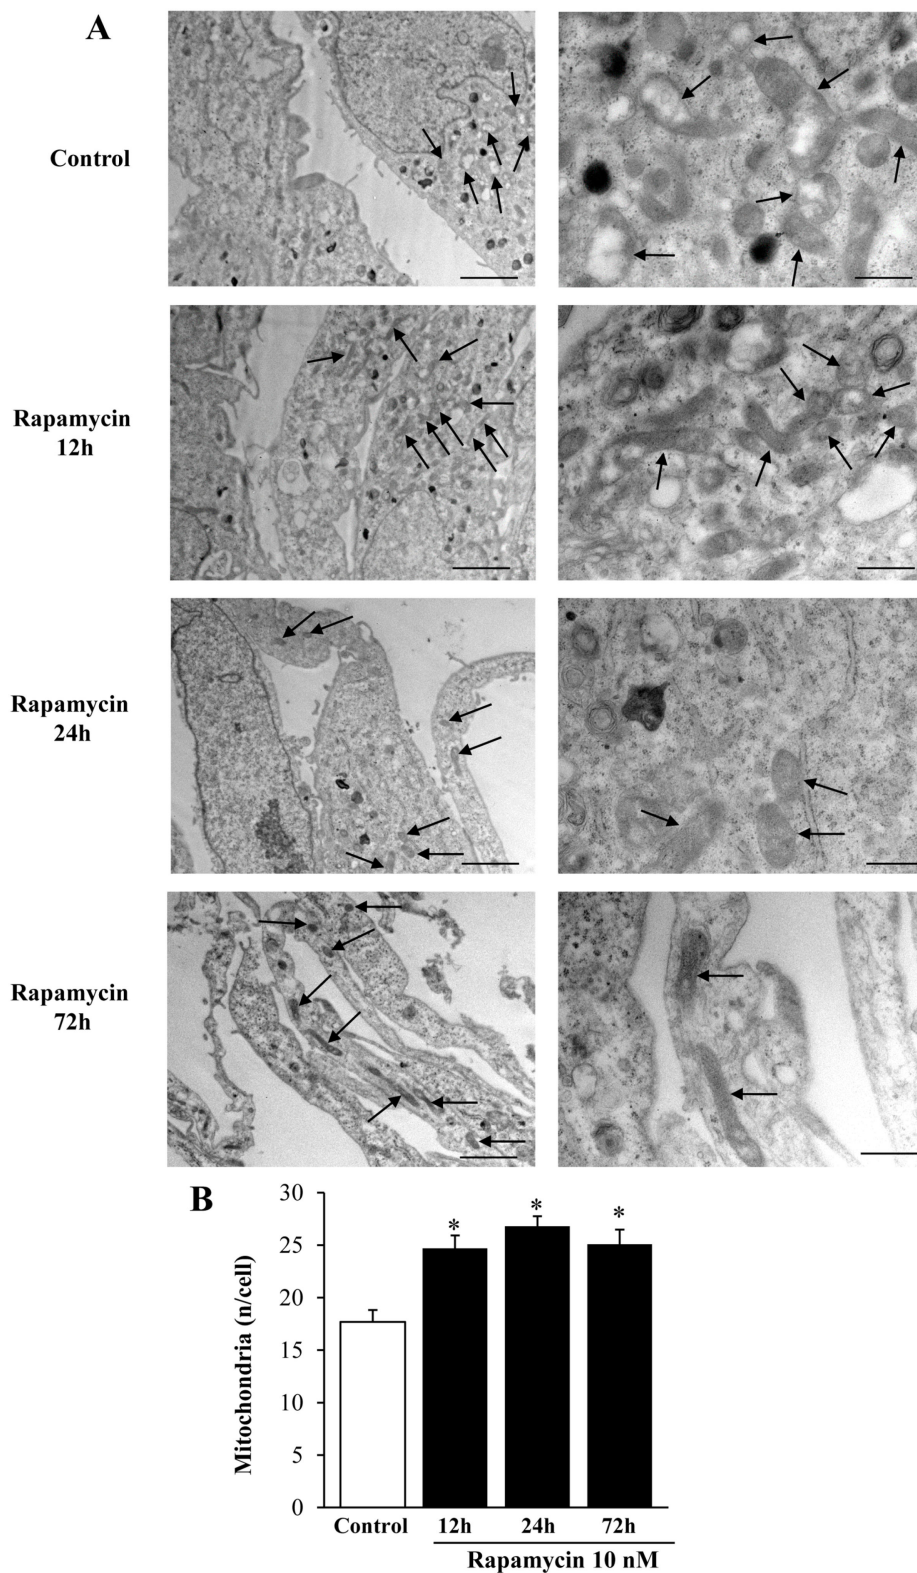 A
Control
Rapamycin
12h
Rapamycin
24h
Rapamycin
72h
B
Mitochondria (n/cell)
30
25
20
15
10
5
0
*
*
*
Control
12h
24h
72h
Rapamycin 10 nM